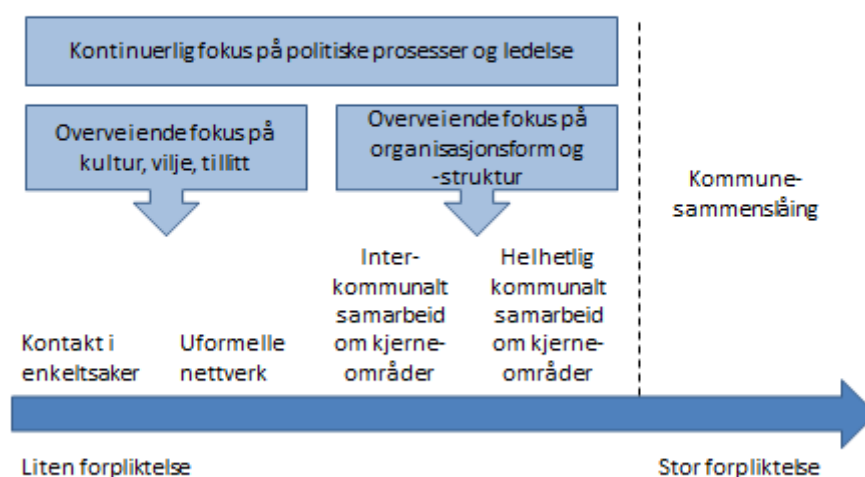 Kontinuerlig fokus på politiske prosesser og ledelse
Overveiende fokus på
kultur, vilje, tillitt
Overveiende fokus på
organisasjonsform og
-struktur
Kommune-
sammenslåing
Kontakt i
enkeltsaker
Uformelle
nettverk
Inter-
kommunalt
samarbeid
om kjerne-
områder
Helhetlig
kommunalt
samarbeid
om kjerne-
områder
Liten forpliktelse
Stor forpliktelse